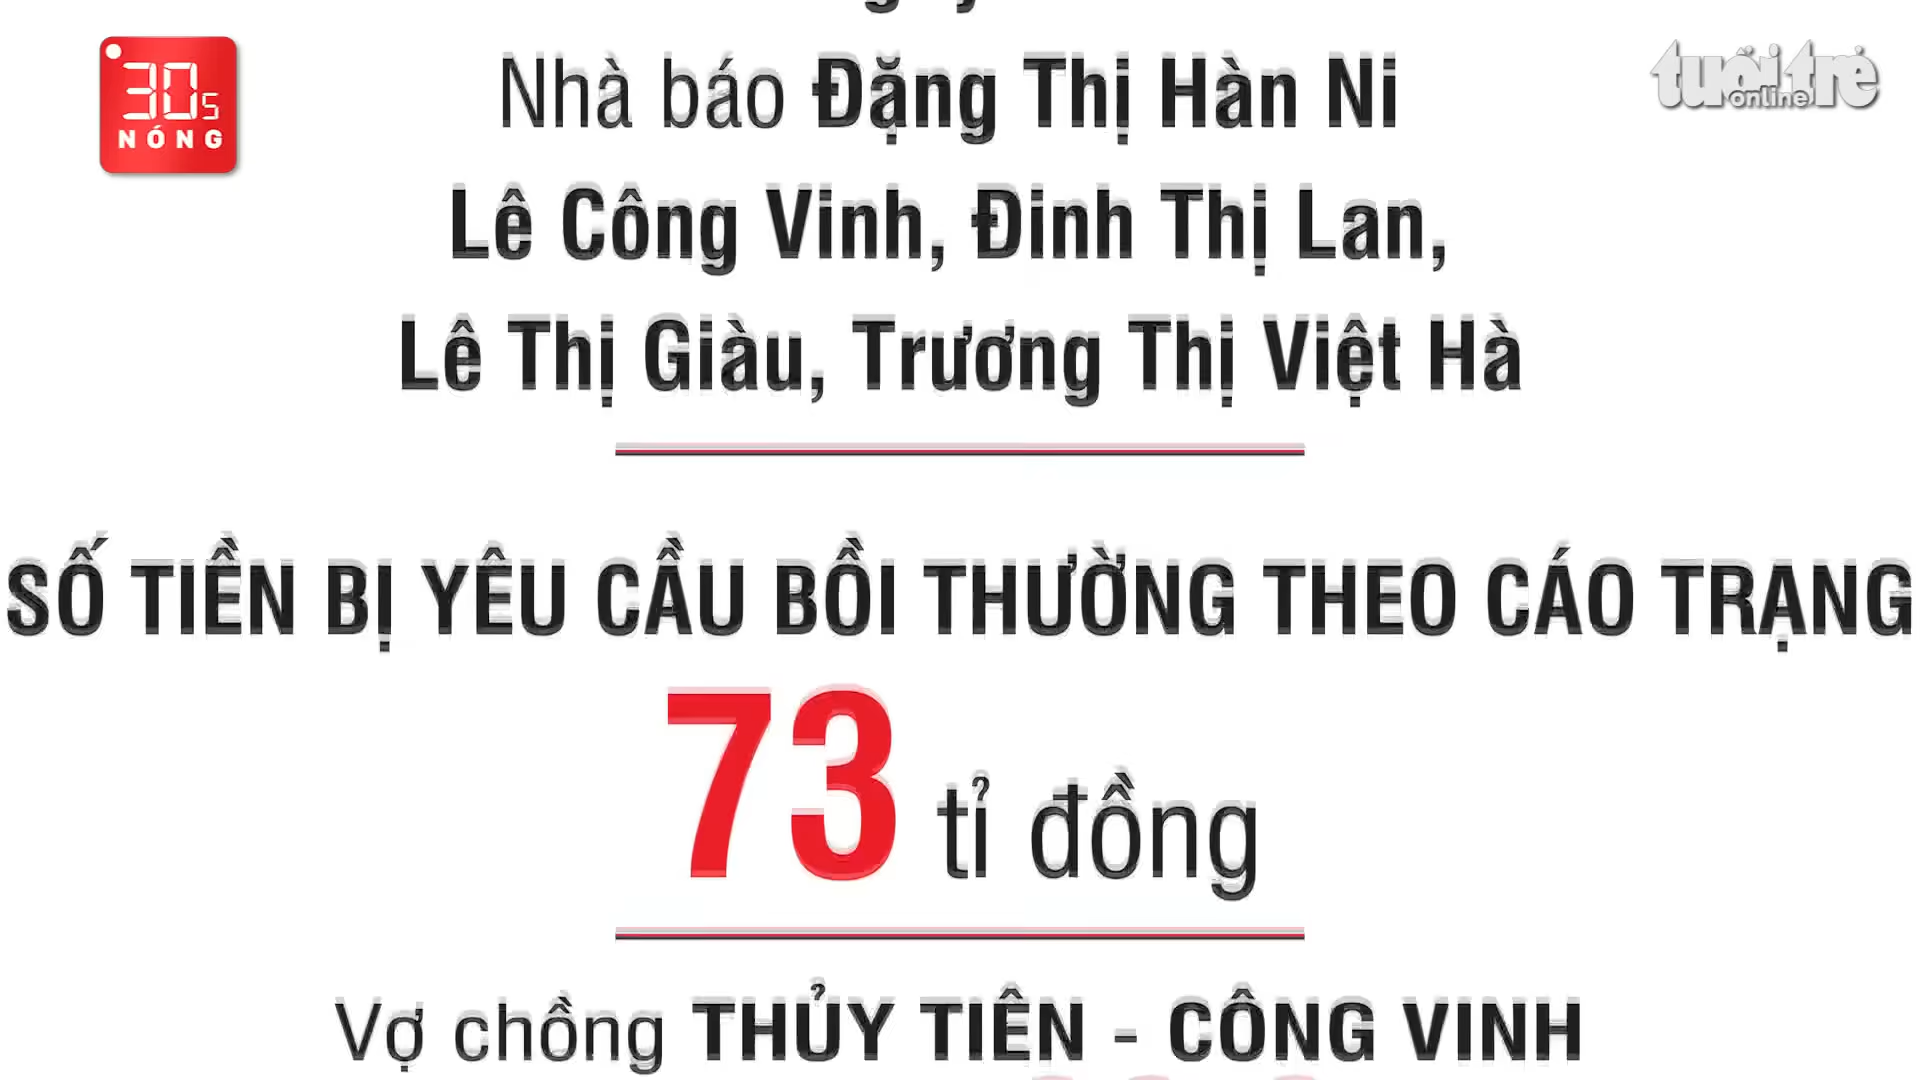 30s
NÓNG
tuổi trẻ
online
Nhà báo Đặng Thị Hàn Ni
Lê Công Vinh, Đinh Thị Lan,
Lê Thị Giàu, Trương Thị Việt Hà
SỐ TIỀN BỊ YÊU CẦU BỒI THƯỜNG THEO CÁO TRẠNG
73 tỉ đồng
Vợ chồng THỦY TIÊN - CÔNG VINH